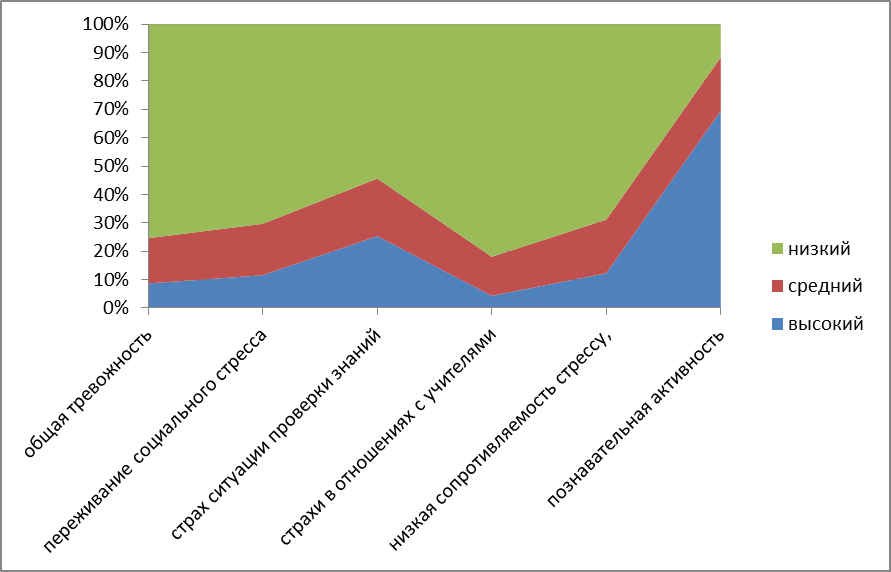 100%
90%
80%
70%
60%
50%
40%
30%
20%
10%
0%
общая тревожность
переживание социального стресса
страх ситуации проверки знаний
страхи в отношениях с учителями
низкая сопротивляемость стрессу,
познавательная активность
низкий
средний
высокий